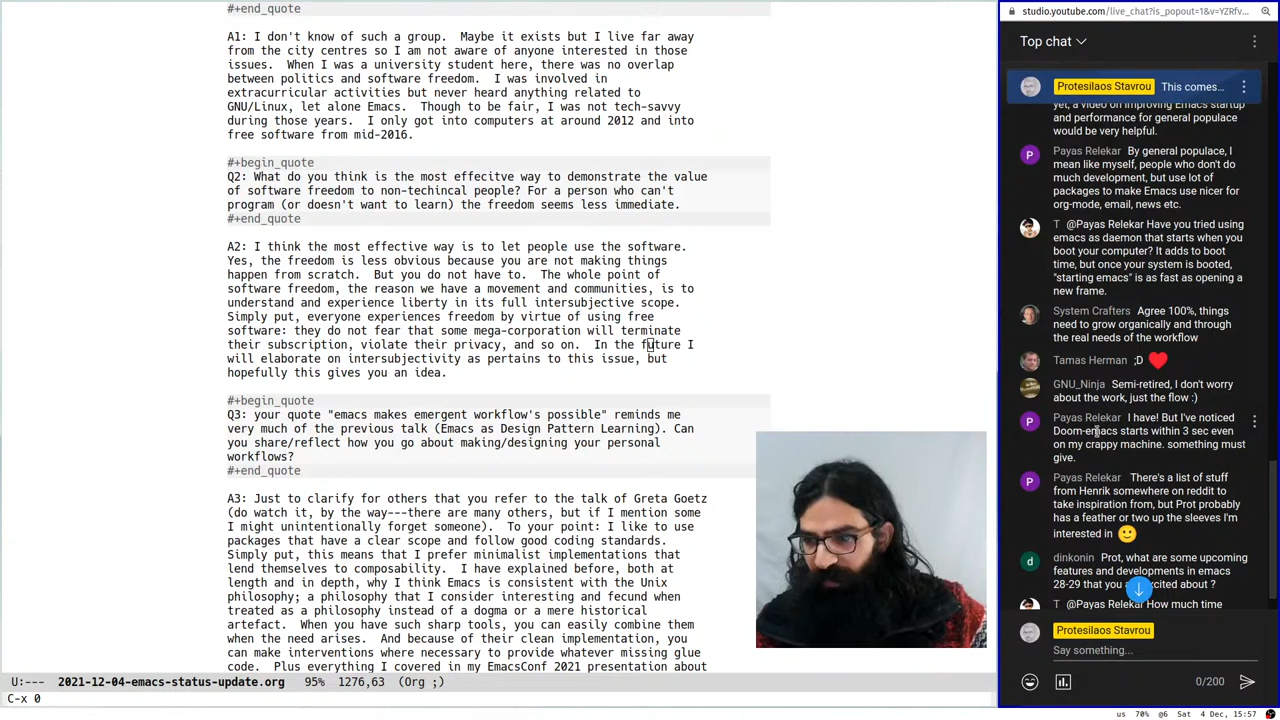 #+end_quote
A1: I don't know of such a group.  Maybe it exists but I live far away
from the city centres so I am not aware of anyone interested in those
issues.  When I was a university student here, there was no overlap
between politics and software freedom.  I was involved in
extracurricular activities but never heard anything related to
GNU/Linux, let alone Emacs.  Though to be fair, I was not tech-savvy
during those years.  I only got into computers at around 2012 and into
free software from mid-2016.
#+begin_quote
Q2: What do you think is the most effecitve way to demonstrate the value
of software freedom to non-techincal people? For a person who can't
program (or doesn't want to learn) the freedom seems less immediate.
#+end_quote
A2: I think the most effective way is to let people use the software.
Yes, the freedom is less obvious because you are not making things
happen from scratch.  But you do not have to.  The whole point of
software freedom, the reason we have a movement and communities, is to
understand and experience liberty in its full intersubjective scope.
Simply put, everyone experiences freedom by virtue of using free
software: they do not fear that some mega-corporation will terminate
their subscription, violate their privacy, and so on.  In the future I
will elaborate on intersubjectivity as pertains to this issue, but
hopefully this gives you an idea.
#+begin_quote
Q3: your quote "emacs makes emergent workflow's possible" reminds me
very much of the previous talk (Emacs as Design Pattern Learning). Can
you share/reflect how you go about making/designing your personal
workflows?
#+end_quote
A3: Just to clarify for others that you refer to the talk of Greta Goetz
(do watch it, by the way---there are many others, but if I mention some
I might unintentionally forget someone).  To your point: I like to use
packages that have a clear scope and follow good coding standards.
Simply put, this means that I prefer minimalist implementations that
lend themselves to composability.  I have explained before, both at
length and in depth, why I think Emacs is consistent with the Unix
philosophy; a philosophy that I consider interesting and fecund when
treated as a philosophy instead of a dogma or a mere historical
artefact.  When you have such sharp tools, you can easily combine them
when the need arises.  And because of their clean implementation, you
can make interventions where necessary to provide whatever missing glue
code.  Plus everything I covered in my EmacsConf 2021 presentation about
U:---  2021-12-04-emacs-status-update.org   95%  1276,63  (Org ;)
C-x 0
studio.youtube.com/live_chat?is_popout=1&v=YZRfv...
Top chat
Protesilaos Stavrou This comes...
yet, a video on improving Emacs startup
and performance for general populace
would be very helpful.
Payas Relekar By general populace, I
mean like myself, people who don't do
much development, but use lot of
packages to make Emacs use nicer for
org-mode, email, news etc.
T @Payas Relekar Have you tried using
emacs as daemon that starts when you
boot your computer? It adds to boot
time, but once your system is booted,
"starting emacs" is as fast as opening a
new frame.
System Crafters Agree 100%, things
need to grow organically and through
the real needs of the workflow
Tamas Herman ;D
GNU_Ninja Semi-retired, I don't worry
about the work, just the flow :)
P
Payas Relekar I have! But I've noticed
Doom-emacs starts within 3 sec even
on my crappy machine. something must
give.
P
Payas Relekar There's a list of stuff
from Henrik somewhere on reddit to
take inspiration from, but Prot probably
has a feather or two up the sleeves I'm
interested in
d
dinkonin Prot, what are some upcoming
features and developments in emacs
28-29 that you excited about ?
T @Payas Relekar How much time
Protesilaos Stavrou
Say something...
0/200
us 70% @6 Sat 4 Dec, 15:57